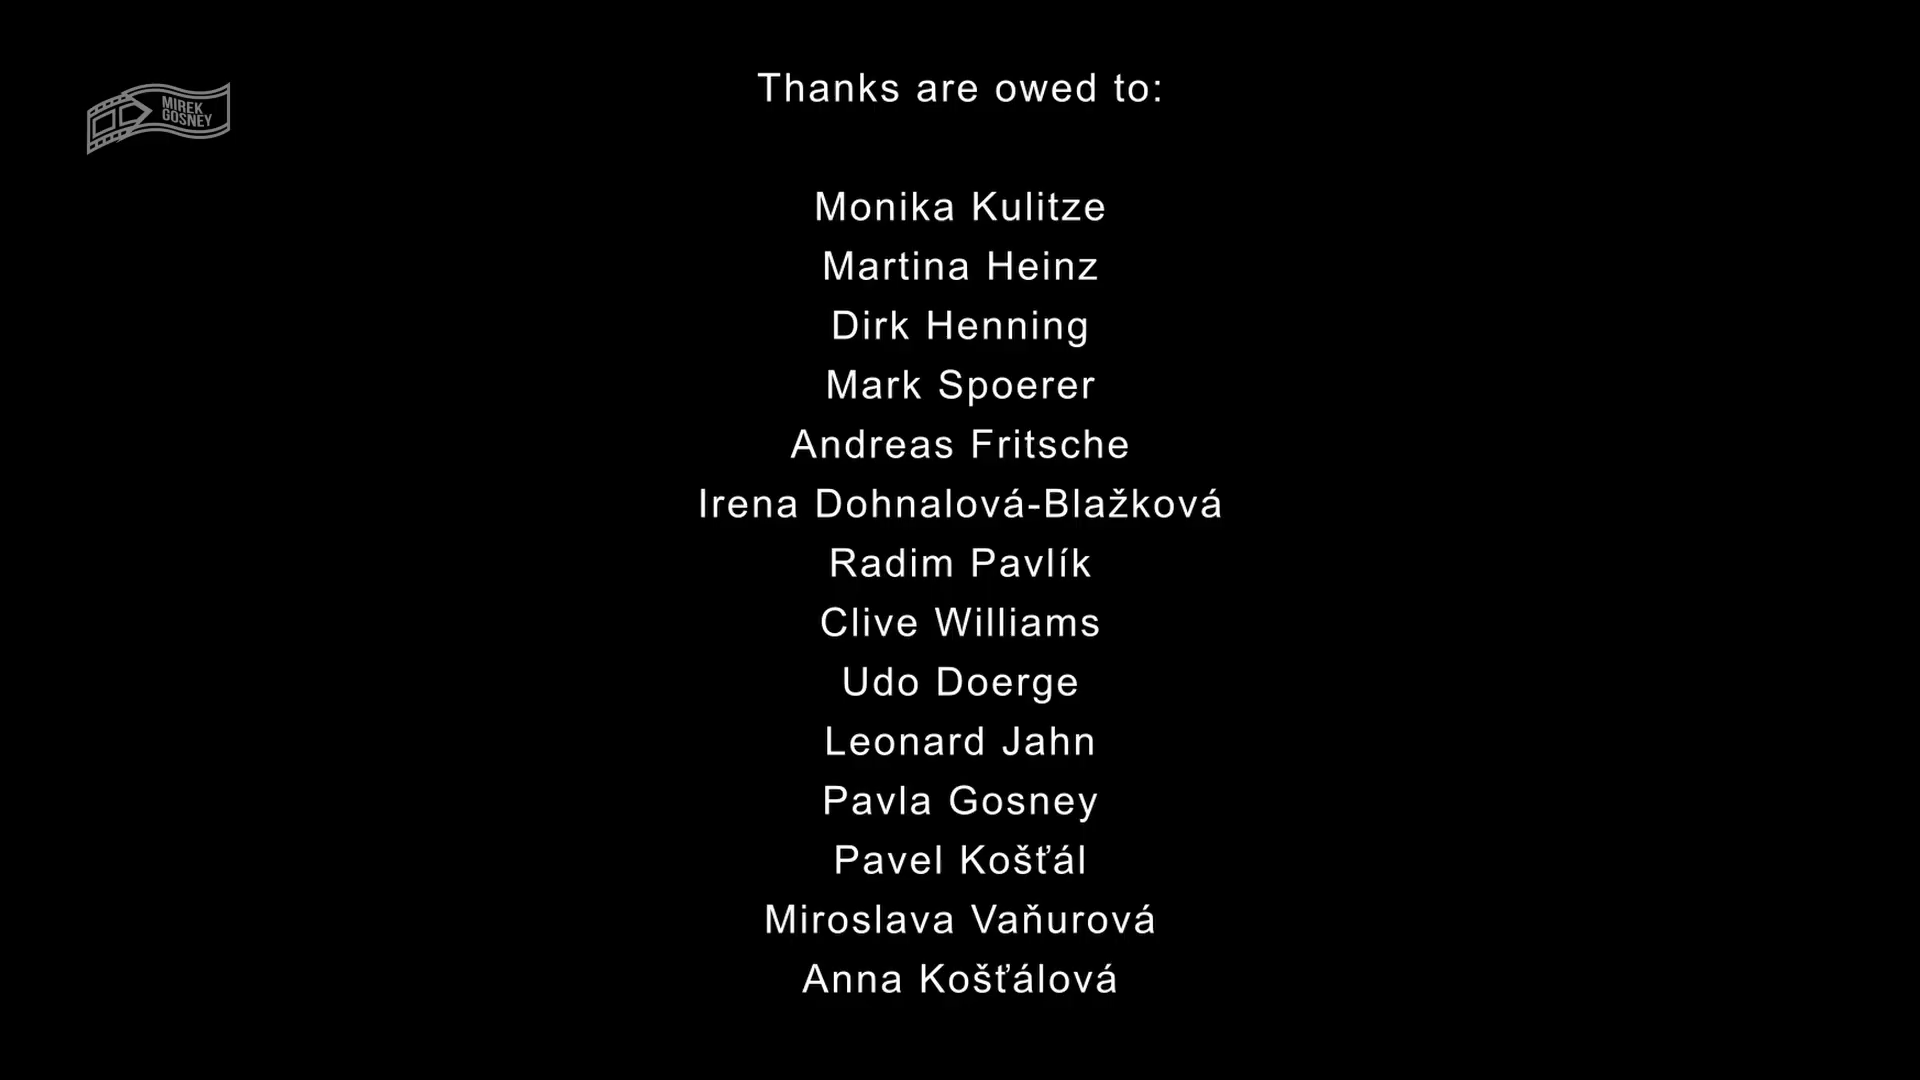 MIREK
GOSNEY
Thanks are owed to:
Monika Kulitze
Martina Heinz
Dirk Henning
Mark Spoerer
Andreas Fritsche
Irena Dohnalová-Blažková
Radim Pavlík
Clive Williams
Udo Doerge
Leonard Jahn
Pavla Gosney
Pavel Košťál
Miroslava Vaňurová
Anna Košťálová